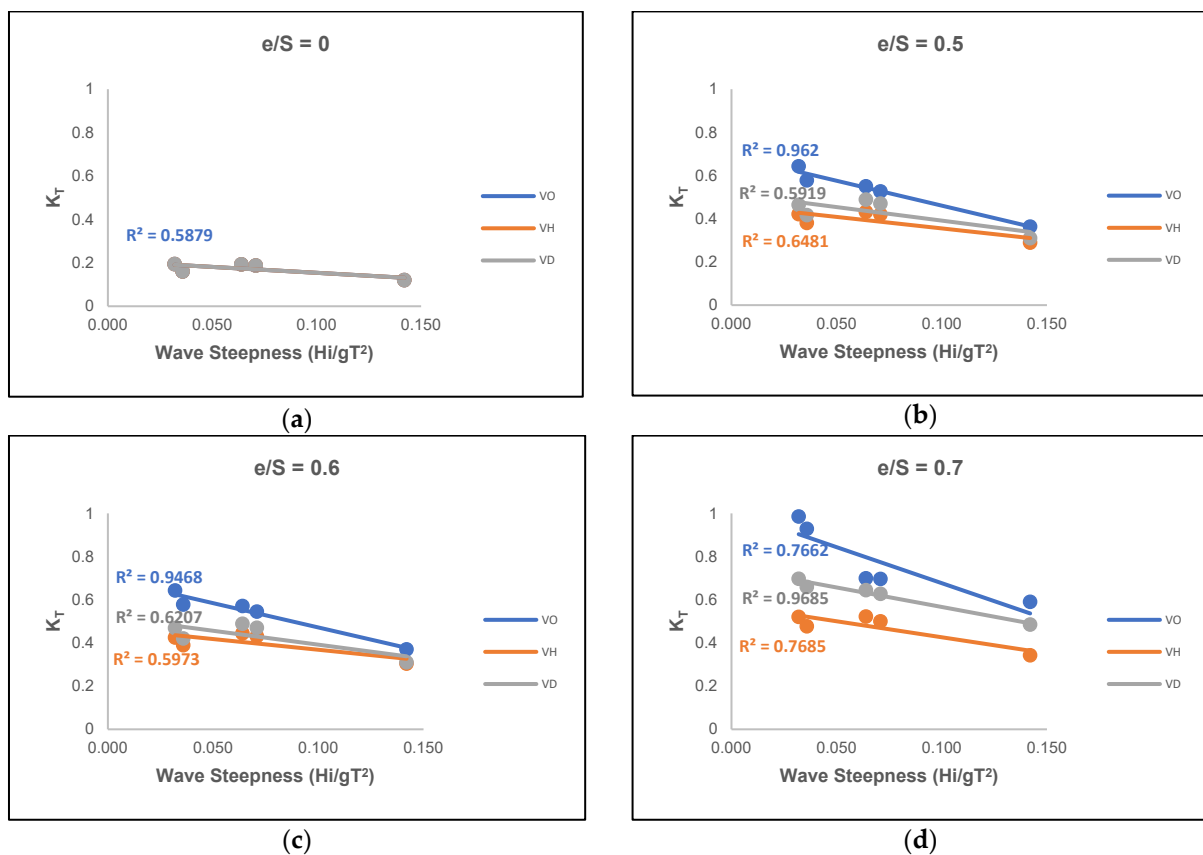 e/S = 0
1
0.8
0.6
0.4
0.2
0
K_T
R² = 0.5879
0.000 0.050 0.100 0.150
Wave Steepness (Hi/gT²)
VO
VH
VD
(a)
e/S = 0.5
1
0.8
0.6
0.4
0.2
0
K_T
R² = 0.962
R² = 0.5919
R² = 0.6481
0.000 0.050 0.100 0.150
Wave Steepness (Hi/gT²)
VO
VH
VD
(b)
e/S = 0.6
1
0.8
0.6
0.4
0.2
0
K_T
R² = 0.9468
R² = 0.6207
R² = 0.5973
0.000 0.050 0.100 0.150
Wave Steepness (Hi/gT²)
VO
VH
VD
(c)
e/S = 0.7
1
0.8
0.6
0.4
0.2
0
K_T
R² = 0.7662
R² = 0.9685
R² = 0.7685
0.000 0.050 0.100 0.150
Wave Steepness (Hi/gT²)
VO
VH
VD
(d)